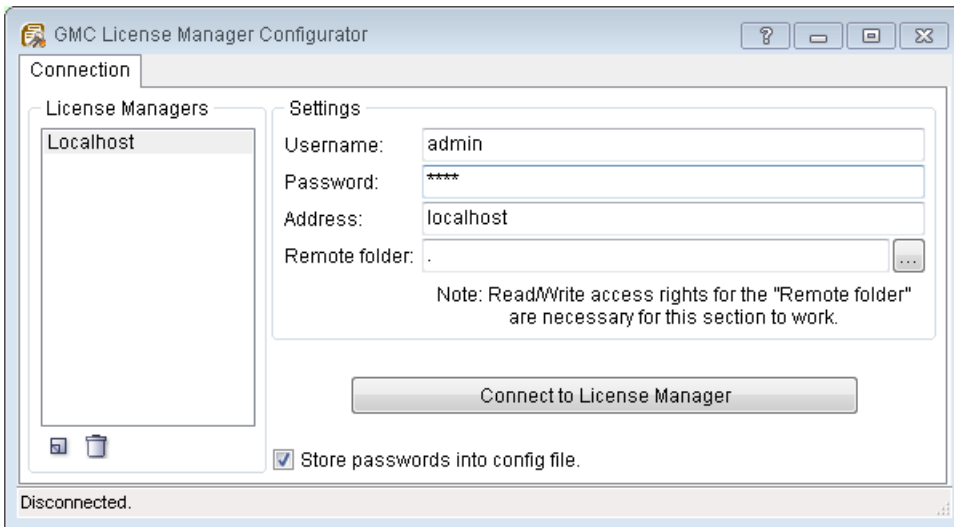 GMC License Manager Configurator
?
Connection
License Managers
Localhost
Settings
Username:
admin
Password:
****
Address:
localhost
Remote folder:
.
...
Note: Read/Write access rights for the "Remote folder"
are necessary for this section to work.
Connect to License Manager
Store passwords into config file.
Disconnected.